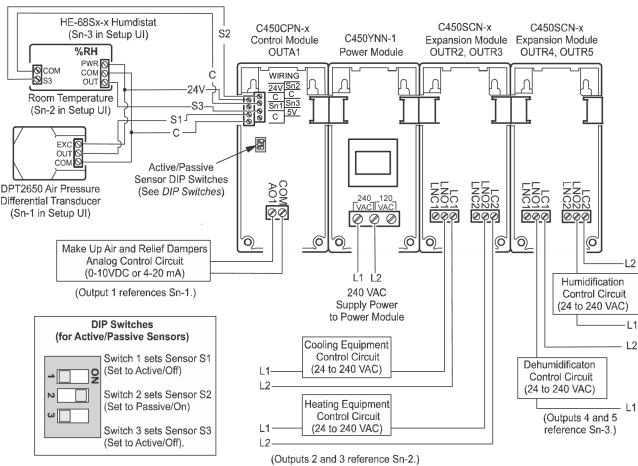 HE-68Sx-x Humdistat
(Sn-3 in Setup UI)
%RH
PWR
COM
OUT
COM
S3
Room Temperature
(Sn-2 in Setup UI)
S2
C
24V
S3
S1
C
EXC
OUT
COM
DPT2650 Air Pressure
Differential Transducer
(Sn-1 in Setup UI)
C450CPN-x
Control Module
OUTA1
WIRING
24V Sn2
C C
Sn1 Sn3
C 5V
Active/Passive
Sensor DIP Switches
(See DIP Switches)
COM
AO1
C450YNN-1
Power Module
240 120
VAC VAC
L1 L2
240 VAC
Supply Power
to Power Module
C450SCN-x
Expansion Module
OUTR2, OUTR3
LC1
LNO1
LNC1
LC2
LNO2
LNC2
C450SCN-x
Expansion Module
OUTR4, OUTR5
LC1
LNO1
LNC1
LC2
LNO2
LNC2
Make Up Air and Relief Dampers
Analog Control Circuit
(0-10VDC or 4-20 mA)
(Output 1 references Sn-1.)
DIP Switches
(for Active/Passive Sensors)
ON
1
2
3
Switch 1 sets Sensor S1
(Set to Active/Off)
Switch 2 sets Sensor S2
(Set to Passive/On)
Switch 3 sets Sensor S3
(Set to Active/Off).
Cooling Equipment
Control Circuit
(24 to 240 VAC)
L1
L2
Heating Equipment
Control Circuit
(24 to 240 VAC)
L1
L2
(Outputs 2 and 3 reference Sn-2.)
L2
Humidification
Control Circuit
(24 to 240 VAC)
L1
L2
Dehumidificaton
Control Circuit
(24 to 240 VAC)
L1
(Outputs 4 and 5
reference Sn-3.)